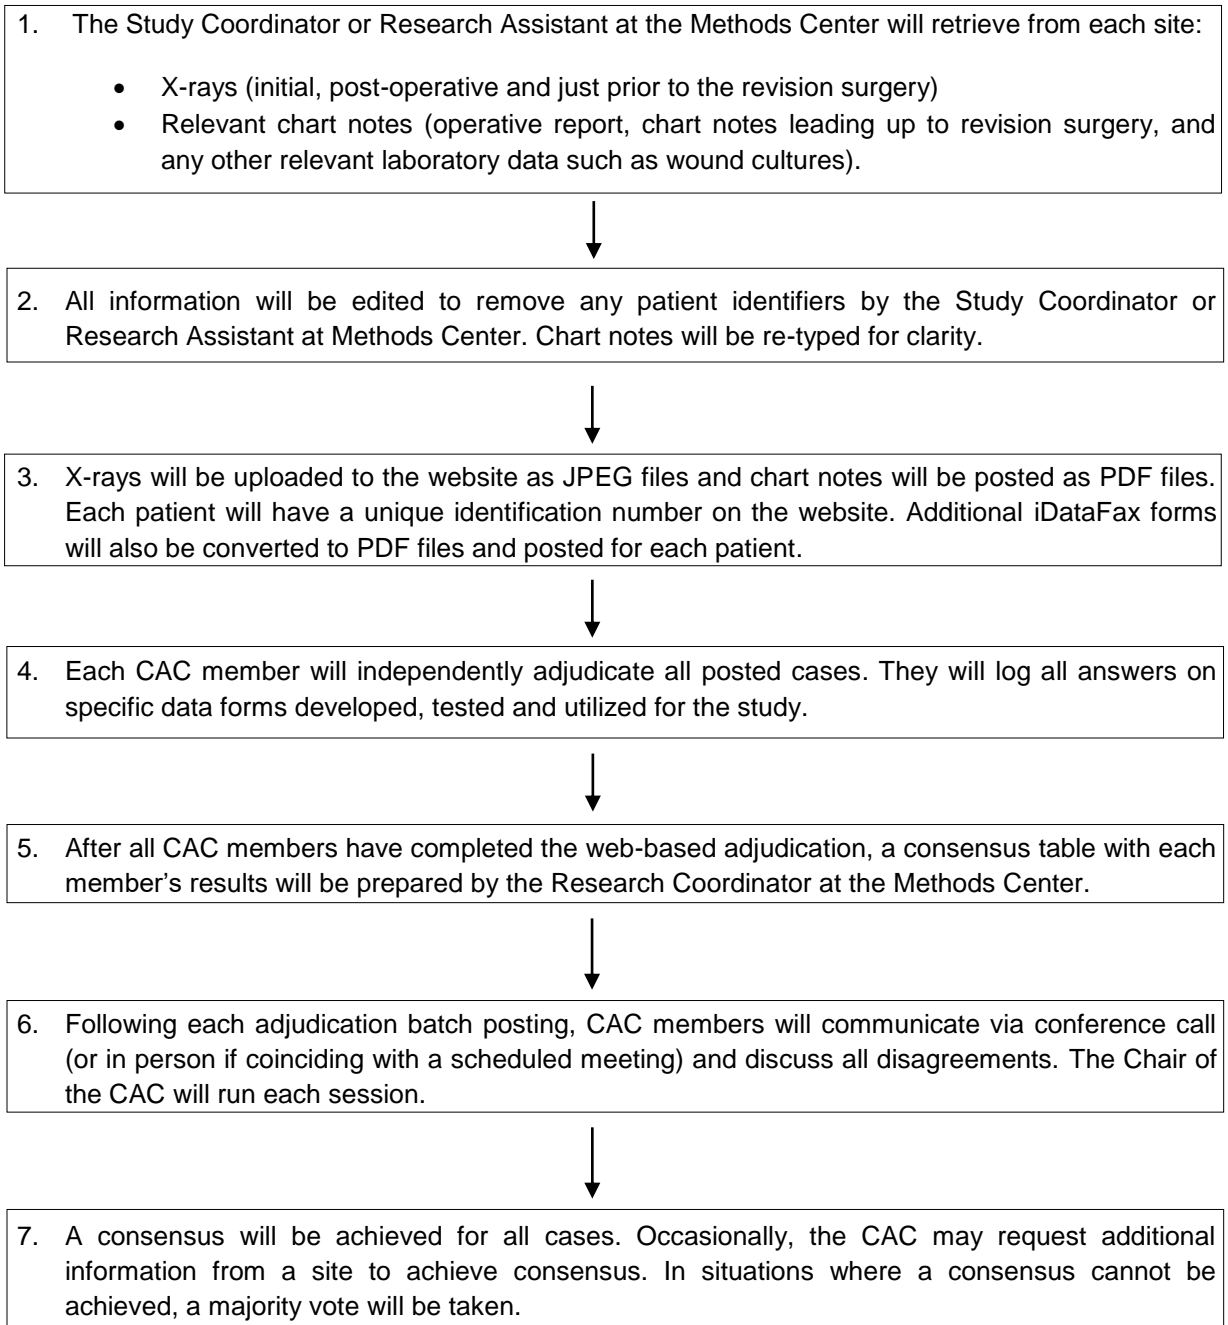 1. The Study Coordinator or Research Assistant at the Methods Center will retrieve from each site:
• X-rays (initial, post-operative and just prior to the revision surgery)
• Relevant chart notes (operative report, chart notes leading up to revision surgery, and
any other relevant laboratory data such as wound cultures).
2. All information will be edited to remove any patient identifiers by the Study Coordinator or
Research Assistant at Methods Center. Chart notes will be re-typed for clarity.
3. X-rays will be uploaded to the website as JPEG files and chart notes will be posted as PDF files.
Each patient will have a unique identification number on the website. Additional iDataFax forms
will also be converted to PDF files and posted for each patient.
4. Each CAC member will independently adjudicate all posted cases. They will log all answers on
specific data forms developed, tested and utilized for the study.
5. After all CAC members have completed the web-based adjudication, a consensus table with each
member’s results will be prepared by the Research Coordinator at the Methods Center.
6. Following each adjudication batch posting, CAC members will communicate via conference call
(or in person if coinciding with a scheduled meeting) and discuss all disagreements. The Chair of
the CAC will run each session.
7. A consensus will be achieved for all cases. Occasionally, the CAC may request additional
information from a site to achieve consensus. In situations where a consensus cannot be
achieved, a majority vote will be taken.